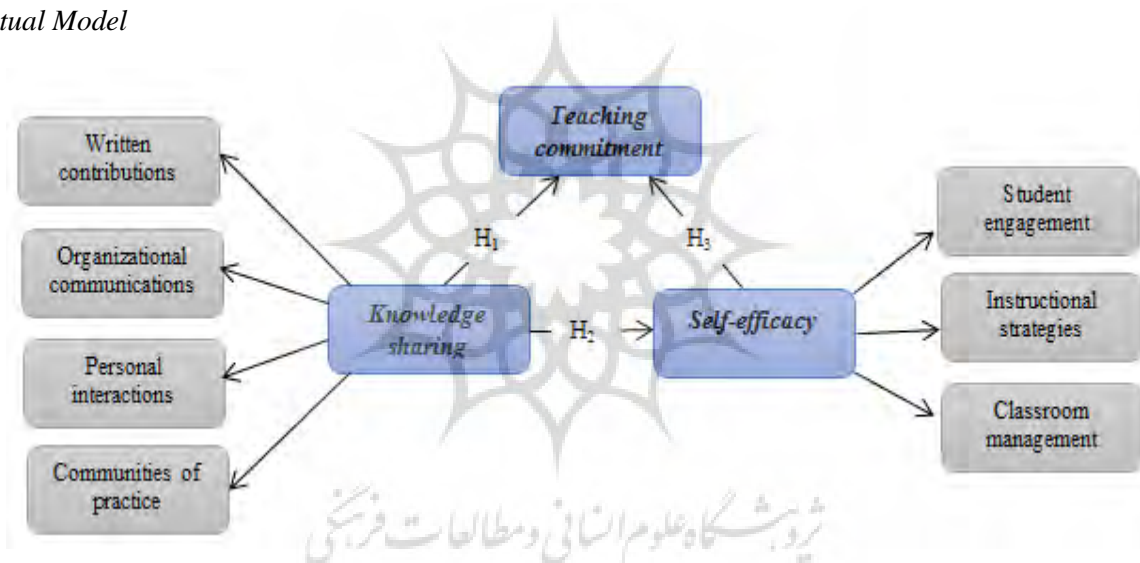 tual Model
Teaching
commitment
Written
contributions
Student
engagement
H₁
H₃
Organizational
communications
Knowledge
sharing
H₂
Self-efficacy
Instructional
strategies
Personal
interactions
Classroom
management
Communities of
practice
پژوهشگاه علوم انسانی و مطالعات فرهنگی